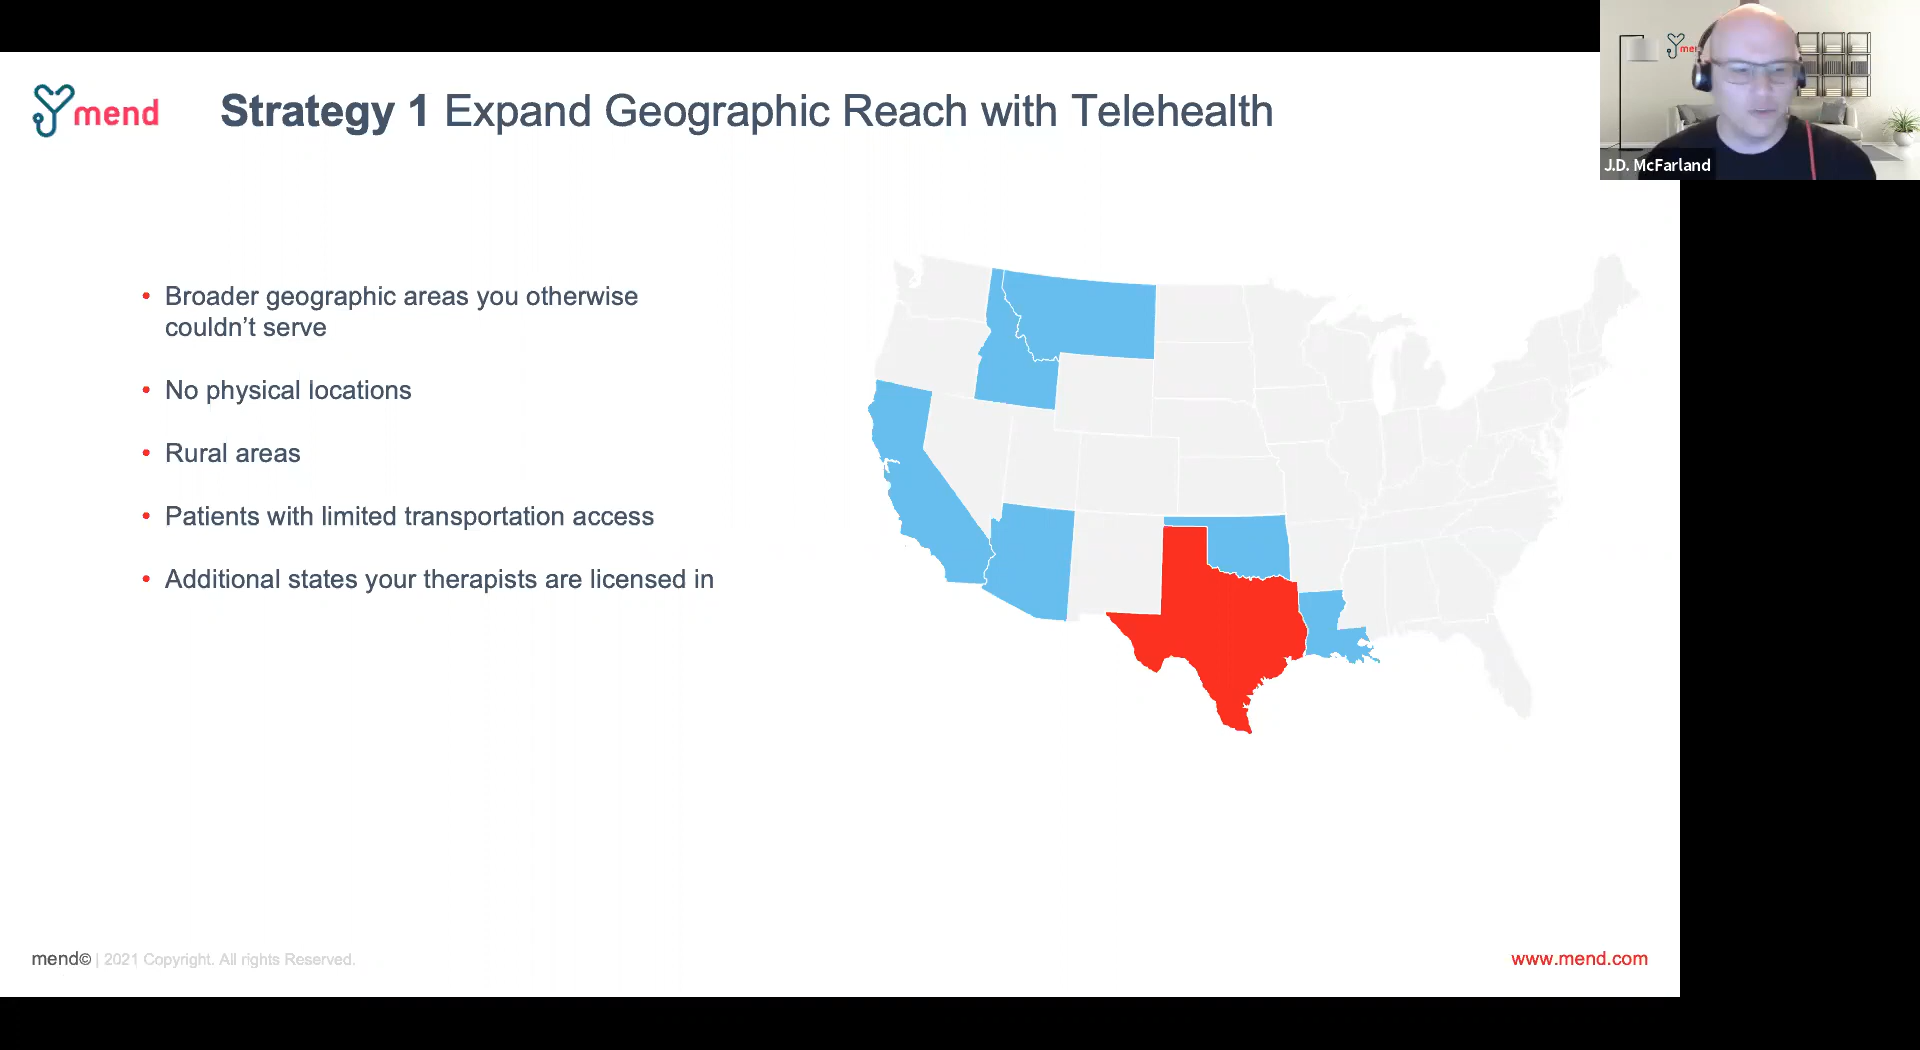 mend
Strategy 1 Expand Geographic Reach with Telehealth
mer
J.D. McFarland
• Broader geographic areas you otherwise
couldn’t serve
• No physical locations
• Rural areas
• Patients with limited transportation access
• Additional states your therapists are licensed in
mend© | 2021 Copyright. All rights Reserved.
www.mend.com